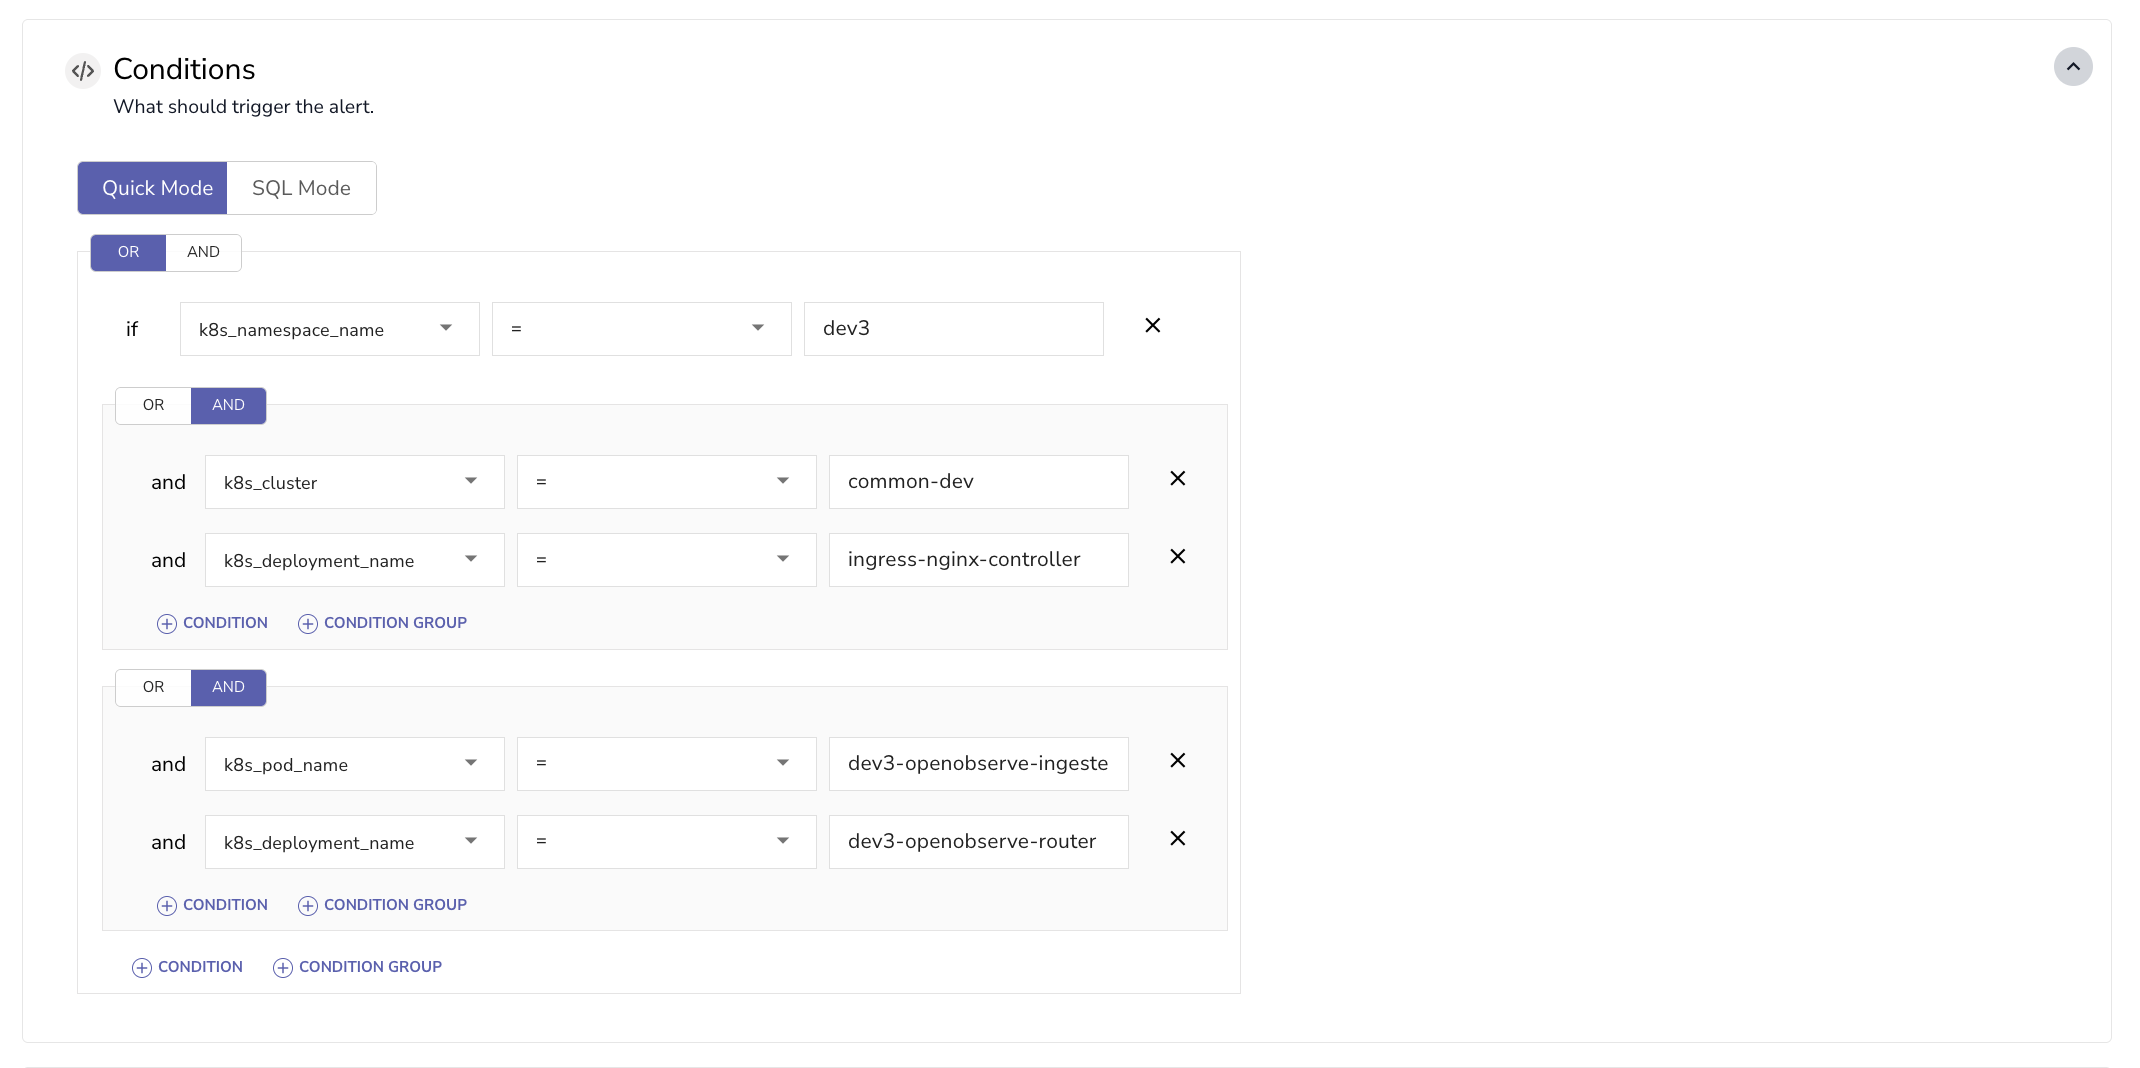 Conditions
What should trigger the alert.
Quick Mode SQL Mode
OR AND
if k8s_namespace_name = dev3
OR AND
and k8s_cluster = common-dev
and k8s_deployment_name = ingress-nginx-controller
CONDITION CONDITION GROUP
OR AND
and k8s_pod_name = dev3-openobserve-ingeste
and k8s_deployment_name = dev3-openobserve-router
CONDITION CONDITION GROUP
CONDITION CONDITION GROUP